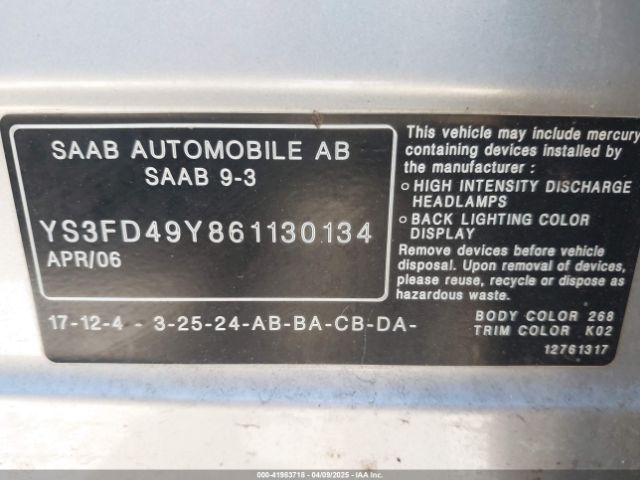 SAAB AUTOMOBILE AB
SAAB 9-3
YS3FD49Y861130134
APR/06
17-12-4 - 3-25-24-AB-BA-CB-DA-
This vehicle may include mercury
containing devices installed by
the manufacturer :
o HIGH INTENSITY DISCHARGE
HEADLAMPS
o BACK LIGHTING COLOR
DISPLAY
Remove devices before vehicle
disposal. Upon removal of devices,
please reuse, recycle or dispose as
hazardous waste.
BODY COLOR 268
TRIM COLOR K02
12761317
000-41983718 - 04/09/2025 - IAA Inc.